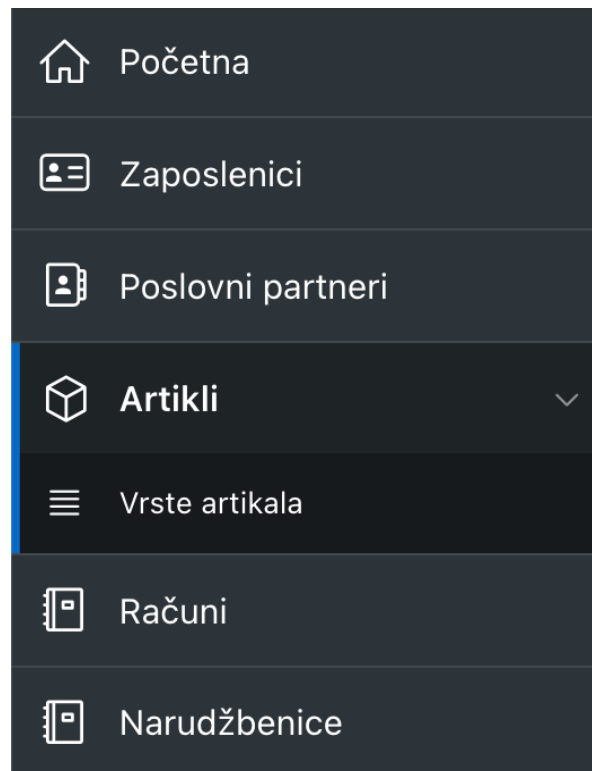 Početna
Zaposlenici
Poslovni partneri
Artikli
Vrste artikala
Računi
Narudžbenice